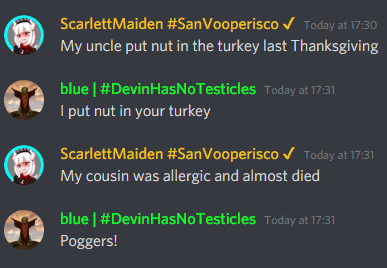 ScarlettMaiden #SanVooperisco ✓ Today at 17:30
My uncle put nut in the turkey last Thanksgiving
blue | #DevinHasNoTesticles Today at 17:31
I put nut in your turkey
ScarlettMaiden #SanVooperisco ✓ Today at 17:31
My cousin was allergic and almost died
blue | #DevinHasNoTesticles Today at 17:31
Poggers!